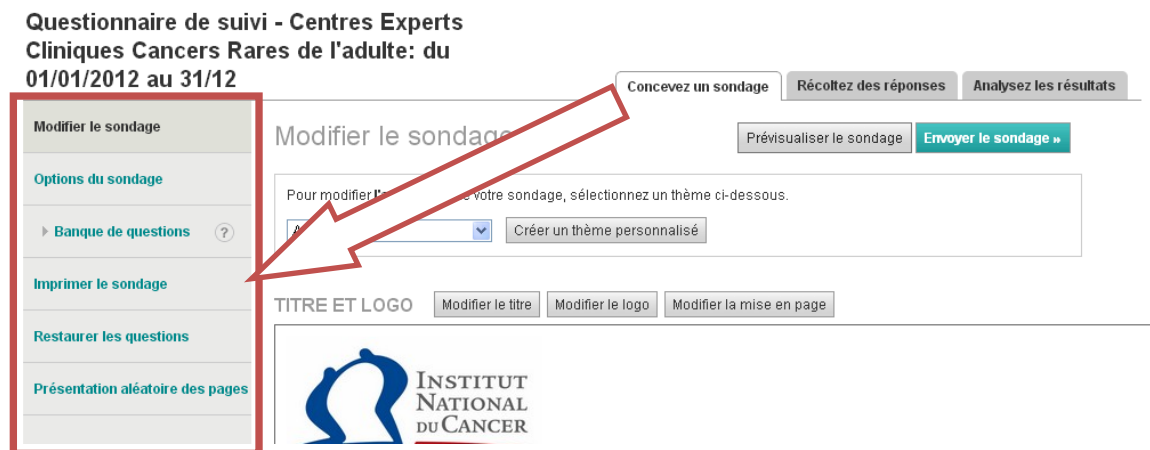 Questionnaire de suivi - Centres Experts
Cliniques Cancers Rares de l'adulte: du
01/01/2012 au 31/12
Concevez un sondage
Récoltez des réponses
Analysez les résultats
Modifier le sondage
Options du sondage
Banque de questions ?
Imprimer le sondage
Restaurer les questions
Présentation aléatoire des pages
Modifier le sondage
Prévisualiser le sondage
Envoyer le sondage »
Pour modifier votre sondage, sélectionnez un thème ci-dessous.
Créer un thème personnalisé
TITRE ET LOGO
Modifier le titre
Modifier le logo
Modifier la mise en page
INSTITUT
NATIONAL
DU CANCER